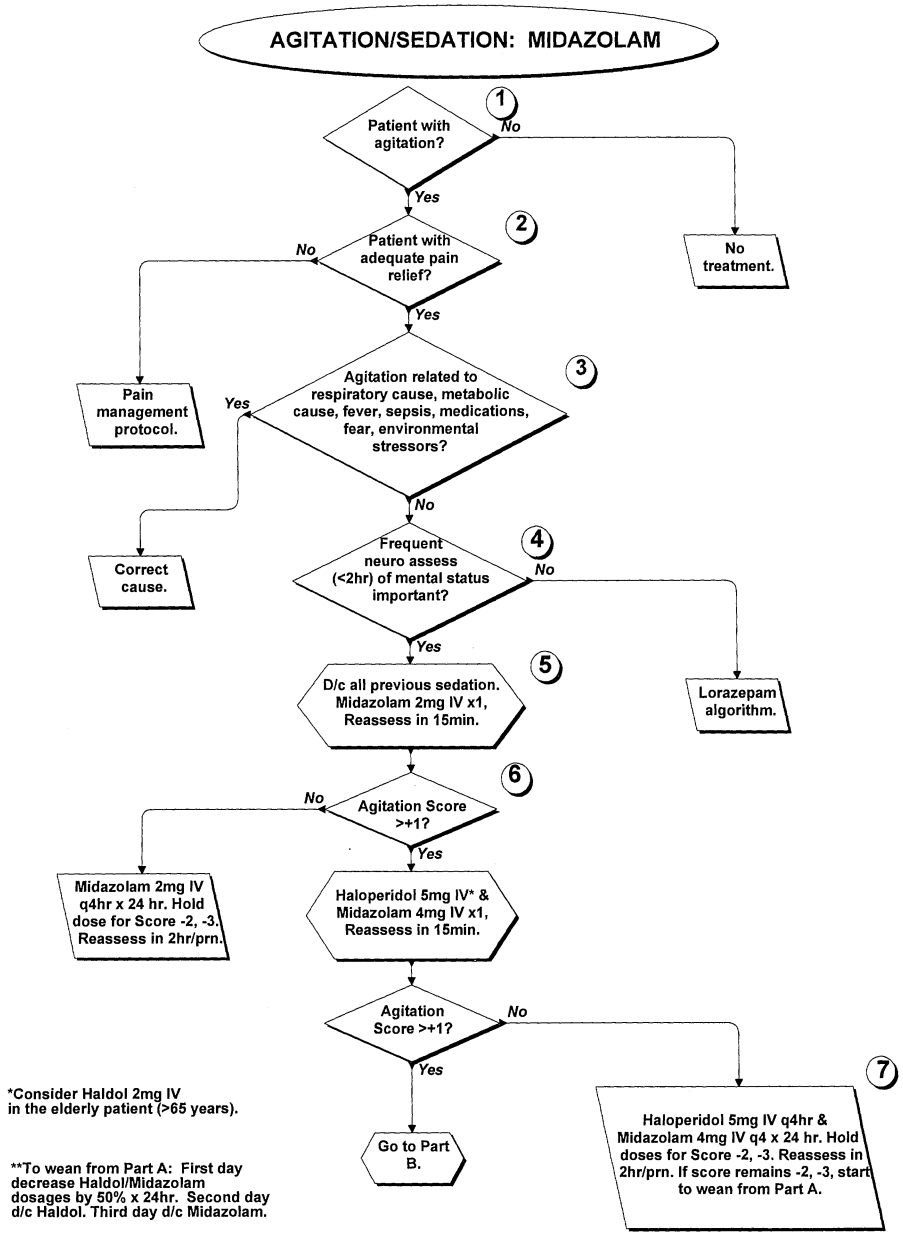 AGITATION/SEDATION: MIDAZOLAM
1
Patient with
agitation?
No
Yes
No
treatment.
2
Patient with
adequate pain
relief?
No
Yes
Pain
management
protocol.
3
Agitation related to
respiratory cause, metabolic
cause, fever, sepsis, medications,
fear, environmental
stressors?
Yes
No
Correct
cause.
4
Frequent
neuro assess
(<2hr) of mental status
important?
No
Yes
Lorazepam
algorithm.
5
D/c all previous sedation.
Midazolam 2mg IV x1,
Reassess in 15min.
6
Agitation Score
>+1?
No
Yes
Midazolam 2mg IV
q4hr x 24 hr. Hold
dose for Score -2, -3.
Reassess in 2hr/prn.
Haloperidol 5mg IV* &
Midazolam 4mg IV x1,
Reassess in 15min.
Agitation
Score >+1?
No
Yes
Go to Part
B.
7
Haloperidol 5mg IV q4hr &
Midazolam 4mg IV q4 x 24 hr. Hold
doses for Score -2, -3. Reassess in
2hr/prn. If score remains -2, -3, start
to wean from Part A.
*Consider Haldol 2mg IV
in the elderly patient (>65 years).
**To wean from Part A: First day
decrease Haldol/Midazolam
dosages by 50% x 24hr. Second day
d/c Haldol. Third day d/c Midazolam.